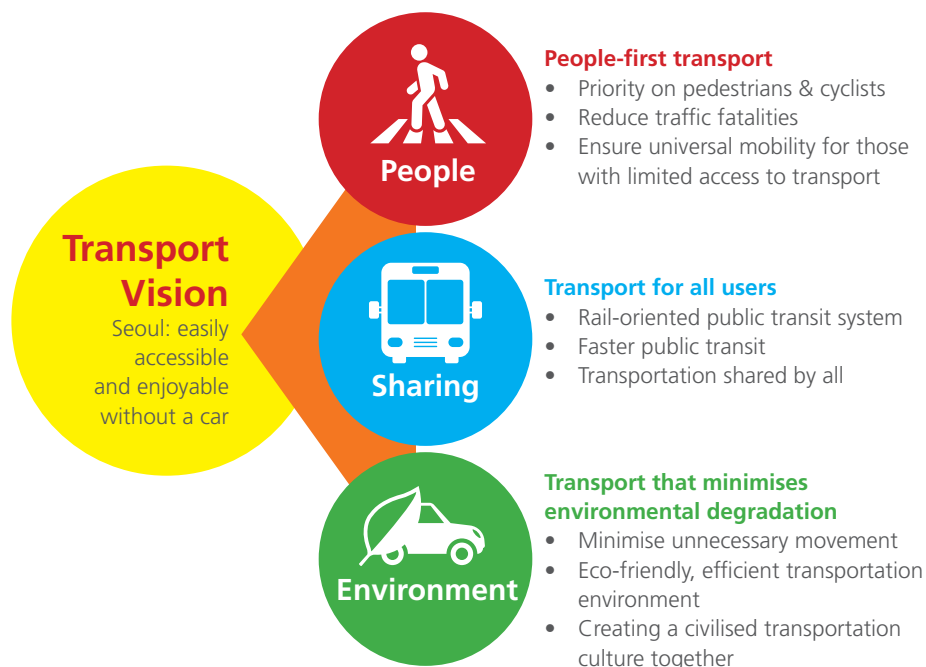 Transport
Vision
Seoul: easily
accessible
and enjoyable
without a car
People
People-first transport
• Priority on pedestrians & cyclists
• Reduce traffic fatalities
• Ensure universal mobility for those
with limited access to transport
Sharing
Transport for all users
• Rail-oriented public transit system
• Faster public transit
• Transportation shared by all
Environment
Transport that minimises
environmental degradation
• Minimise unnecessary movement
• Eco-friendly, efficient transportation
environment
• Creating a civilised transportation
culture together